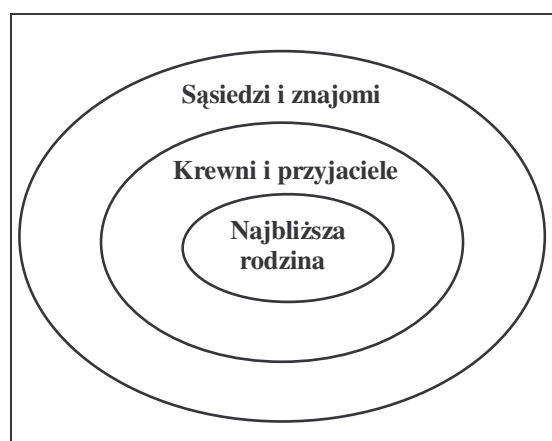 Sąsiedzi i znajomi
Krewni i przyjaciele
Najbliższa
rodzina